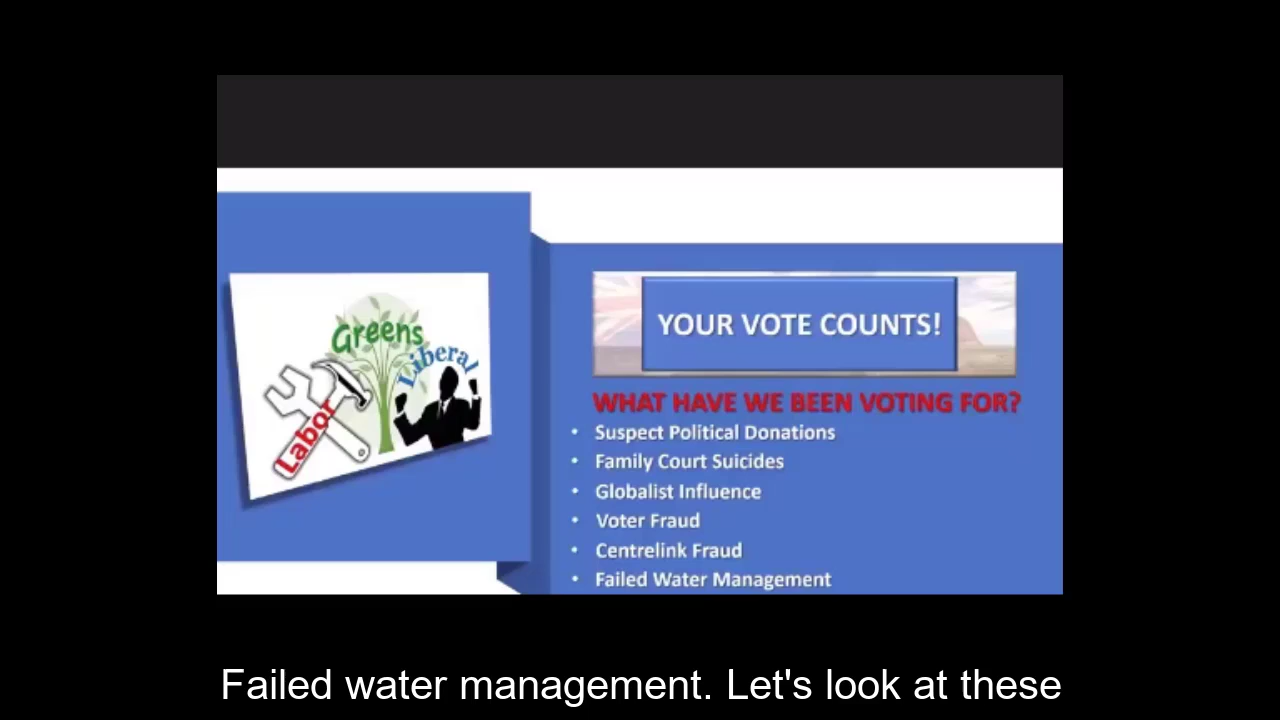 Greens
Liberal
Labor
YOUR VOTE COUNTS!
WHAT HAVE WE BEEN VOTING FOR?
• Suspect Political Donations
• Family Court Suicides
• Globalist Influence
• Voter Fraud
• Centrelink Fraud
• Failed Water Management
Failed water management. Let's look at these